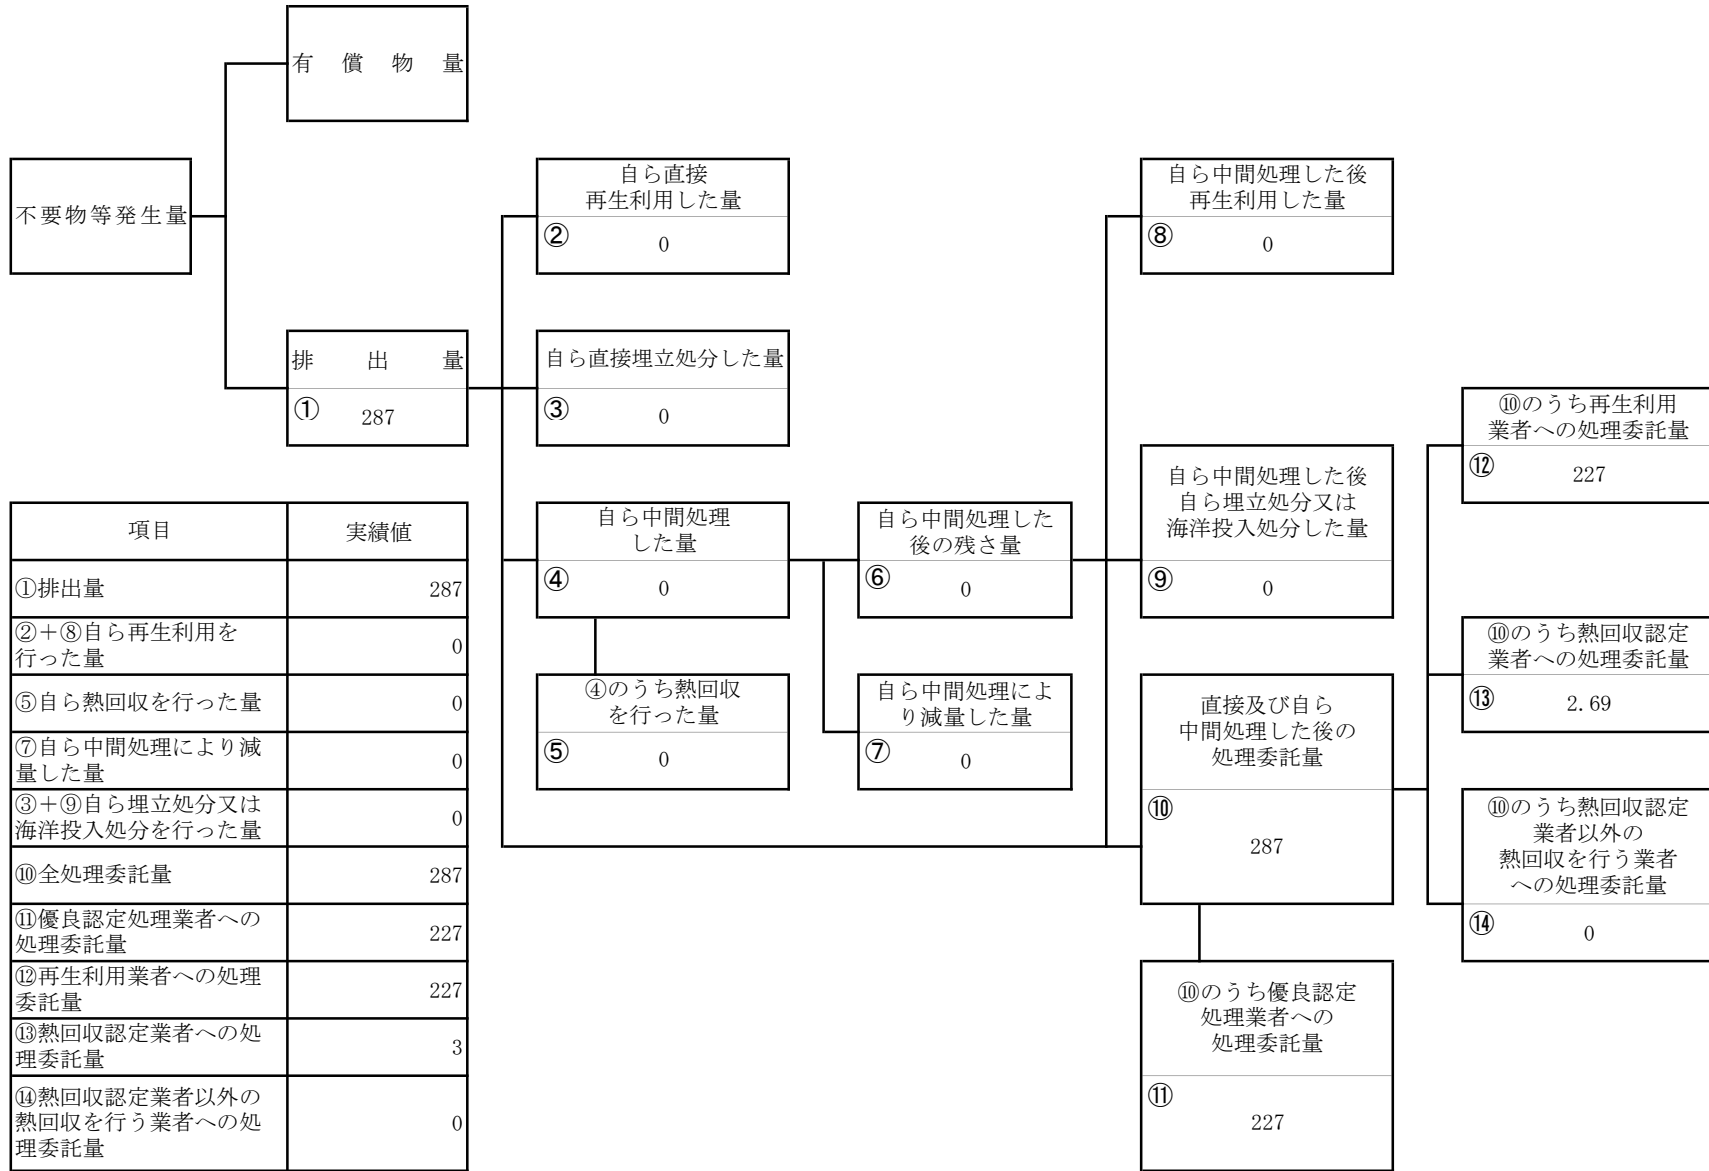 有償物量
不要物等発生量
排出量
① 287
自ら直接
再生利用した量
② 0
自ら直接埋立処分した量
③ 0
自ら中間処理
した量
④ 0
④のうち熱回収
を行った量
⑤ 0
自ら中間処理した
後の残さ量
⑥ 0
自ら中間処理によ
り減量した量
⑦ 0
自ら中間処理した後
再生利用した量
⑧ 0
自ら中間処理した後
自ら埋立処分又は
海洋投入処分した量
⑨ 0
直接及び自ら
中間処理した後の
処理委託量
⑩
287
⑩のうち優良認定
処理業者への
処理委託量
⑪
227
⑩のうち再生利用
業者への処理委託量
⑫ 227
⑩のうち熱回収認定
業者への処理委託量
⑬ 2.69
⑩のうち熱回収認定
業者以外の
熱回収を行う業者
への処理委託量
⑭ 0
項目 実績値
①排出量 287
②+⑧自ら再生利用を
行った量 0
⑤自ら熱回収を行った量 0
⑦自ら中間処理により減
量した量 0
③+⑨自ら埋立処分又は
海洋投入処分を行った量 0
⑩全処理委託量 287
⑪優良認定処理業者への
処理委託量 227
⑫再生利用業者への処理
委託量 227
⑬熱回収認定業者への処
理委託量 3
⑭熱回収認定業者以外の
熱回収を行う業者への処
理委託量 0